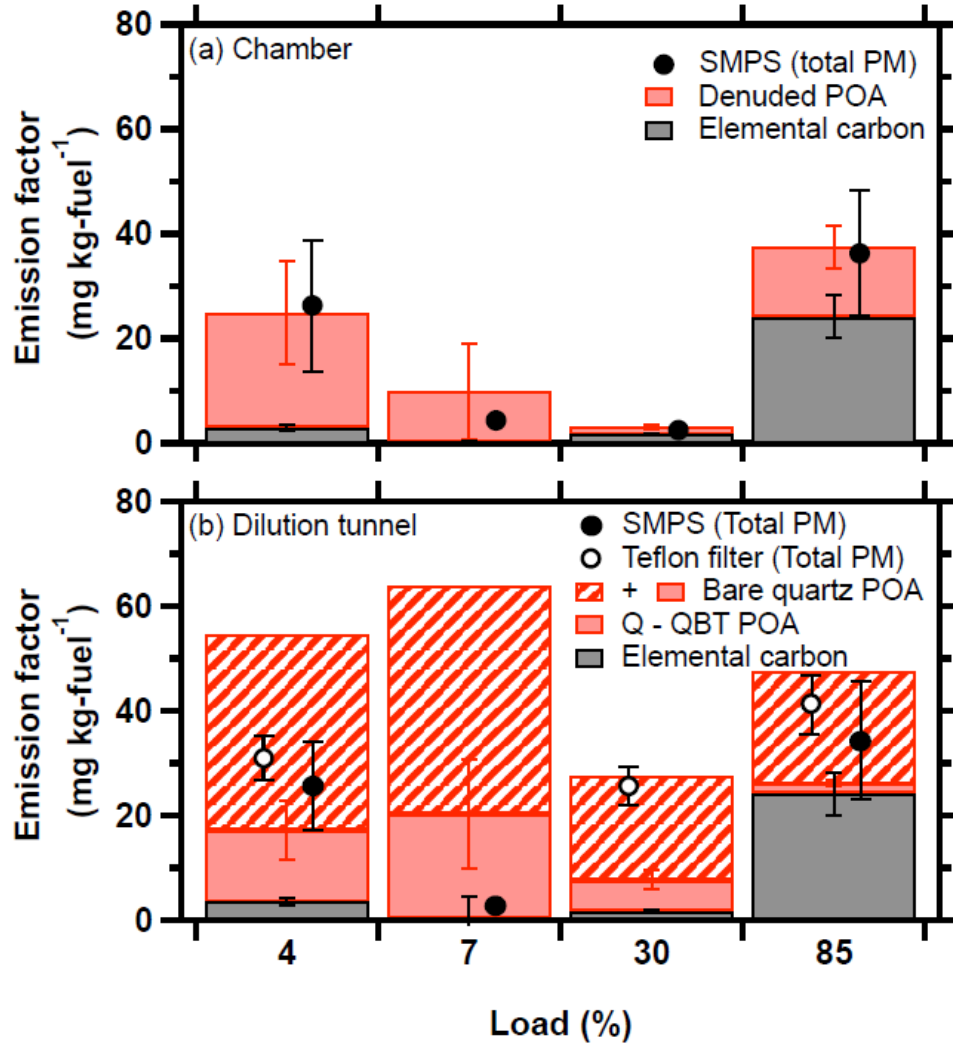 80
60
40
20
0
Emission factor
(mg kg-fuel⁻¹)
(a) Chamber
SMPS (total PM)
Denuded POA
Elemental carbon
80
60
40
20
0
Emission factor
(mg kg-fuel⁻¹)
(b) Dilution tunnel
SMPS (Total PM)
Teflon filter (Total PM)
+ Bare quartz POA
Q - QBT POA
Elemental carbon
4 7 30 85
Load (%)